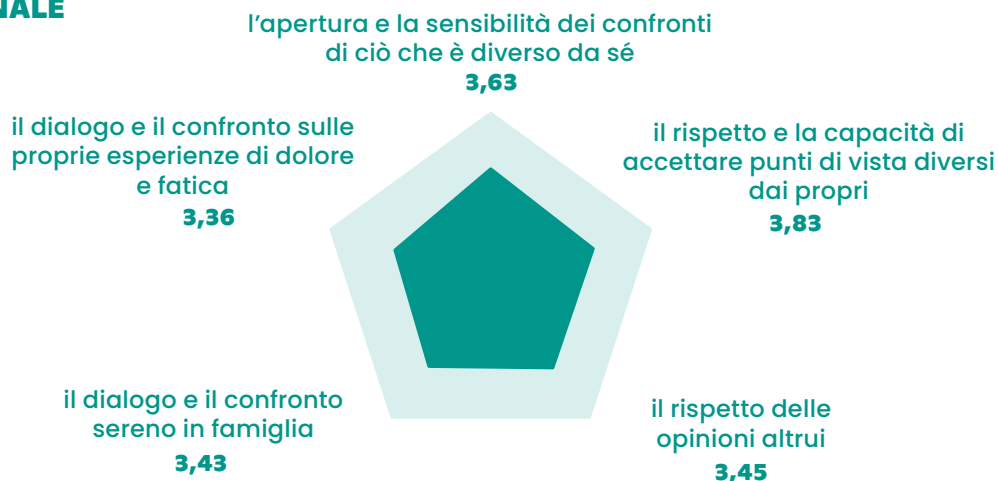 NALE
l'apertura e la sensibilità dei confronti
di ciò che è diverso da sé
3,63
il dialogo e il confronto sulle
proprie esperienze di dolore
e fatica
3,36
il rispetto e la capacità di
accettare punti di vista diversi
dai propri
3,83
il dialogo e il confronto
sereno in famiglia
3,43
il rispetto delle
opinioni altrui
3,45